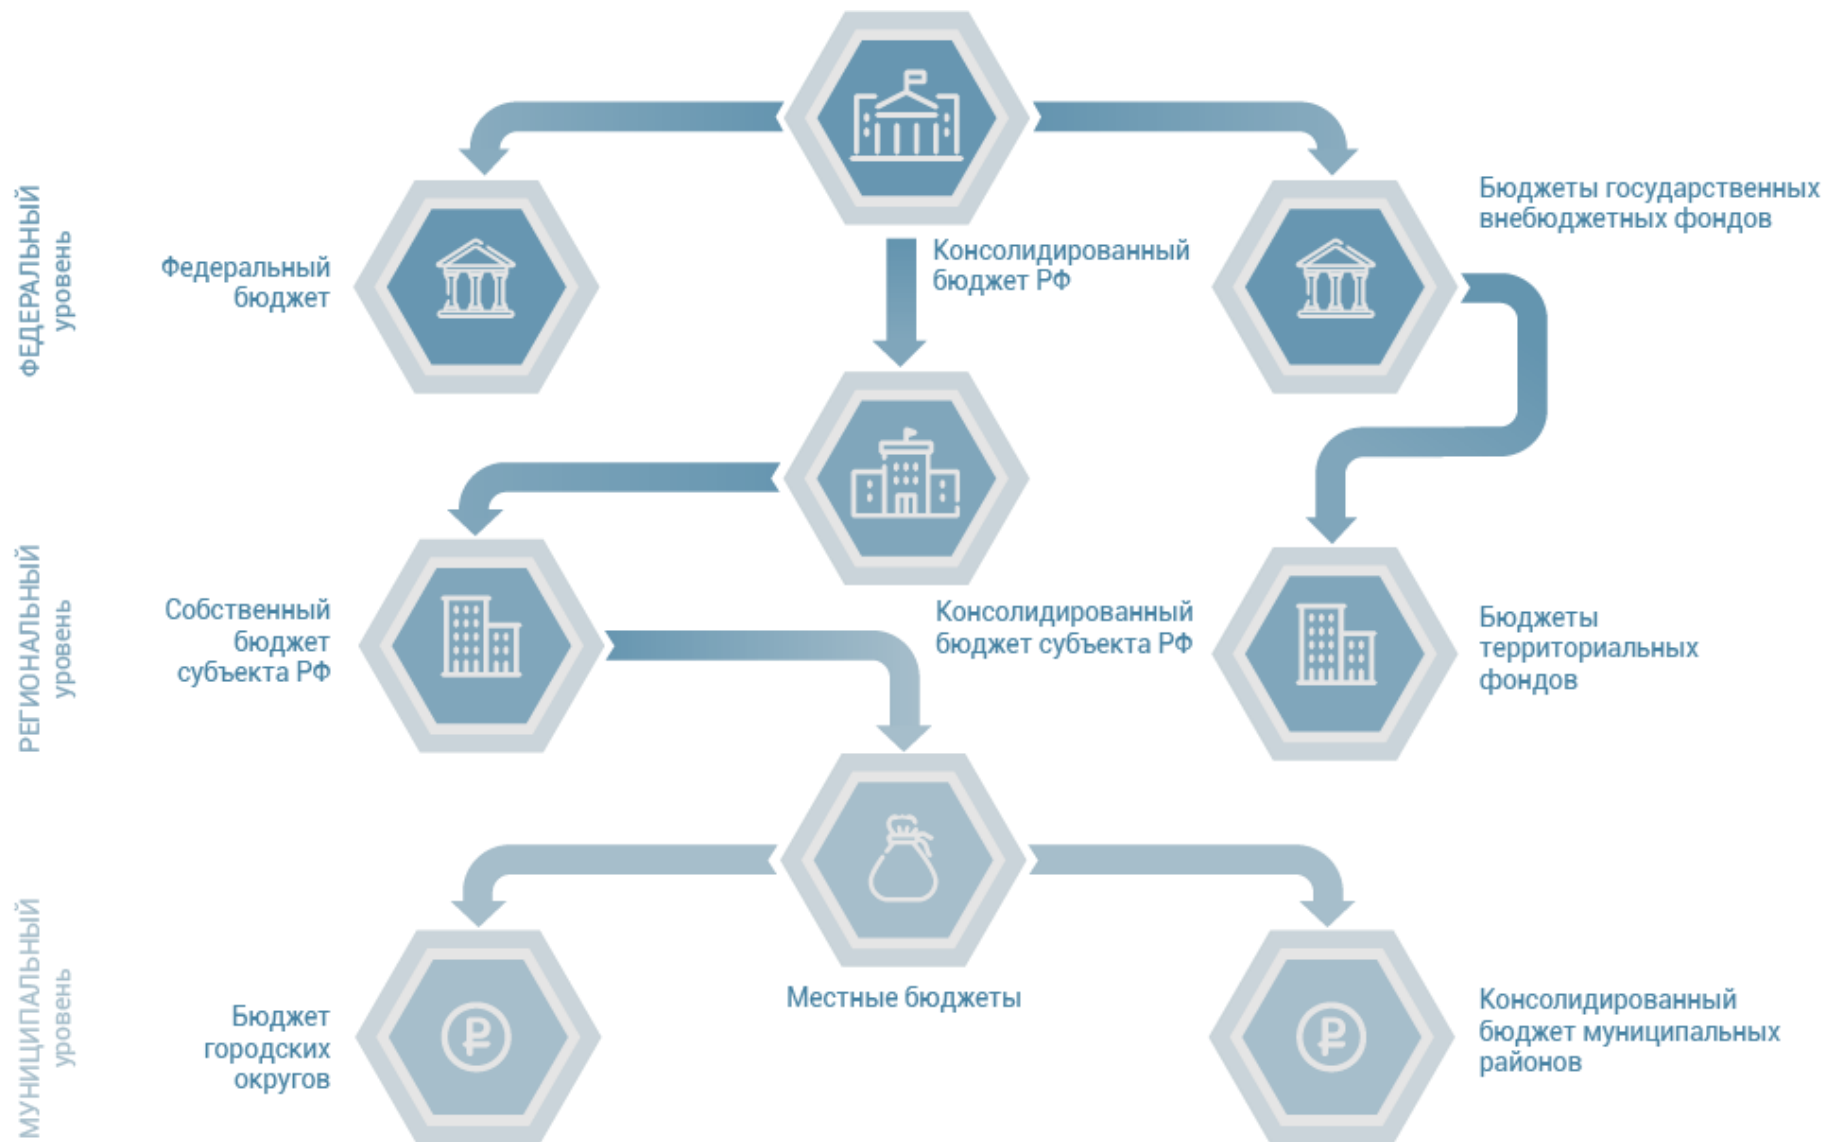 ФЕДЕРАЛЬНЫЙ
уровень
Федеральный
бюджет
Консолидированный
бюджет РФ
Бюджеты государственных
внебюджетных фондов
РЕГИОНАЛЬНЫЙ
уровень
Собственный
бюджет
субъекта РФ
Консолидированный
бюджет субъекта РФ
Бюджеты
территориальных
фондов
МУНИЦИПАЛЬНЫЙ
уровень
Бюджет
городских
округов
Местные бюджеты
Консолидированный
бюджет муниципальных
районов